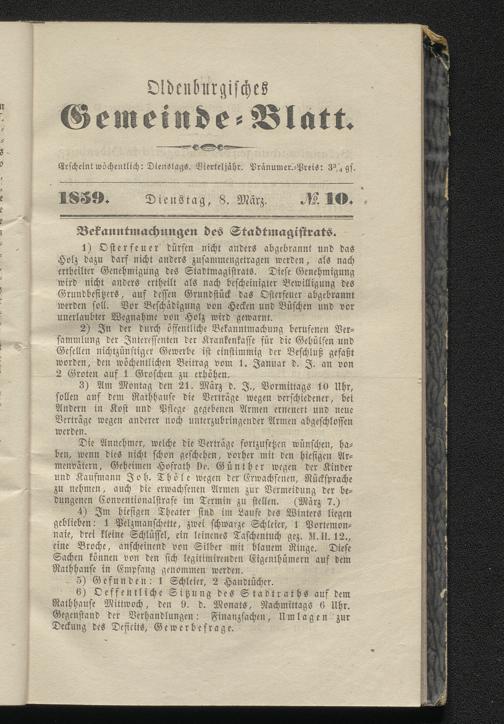 Oldenburgisches
Gemeinde-Blatt.
Erscheint wöchentlich: Dienstags. Vierteljähr. Pränumer.-Preis: 3¾ gs.
1859. Dienstag, 8. März. №. 10.
Bekanntmachungen des Stadtmagistrats.
1) Osterfeuer dürfen nicht anders abgebrannt und das
Holz dazu darf nicht anders zusammengetragen werden, als nach
ertheilter Genehmigung des Stadtmagistrats. Diese Genehmigung
wird nicht anders ertheilt als nach bescheinigter Bewilligung des
Grundbesitzers, auf dessen Grundstück das Osterfeuer abgebrannt
werden soll. Vor Beschädigung von Hecken und Büschen und vor
unerlaubter Wegnahme von Holz wird gewarnt.
2) In der durch öffentliche Bekanntmachung berufenen Ver-
sammlung der Interessenten der Krankenkasse für die Gehülfen und
Gesellen nichtzünftiger Gewerbe ist einstimmig der Beschluß gefaßt
worden, den wöchentlichen Beitrag vom 1. Januar d. J. an von
2 Groten auf 1 Groschen zu erhöhen.
3) Am Montag den 21. März d. J., Vormittags 10 Uhr,
sollen auf dem Rathhause die Verträge wegen verschiedener, bei
Andern in Kost und Pflege gegebenen Armen erneuert und neue
Verträge wegen anderer noch unterzubringender Armen abgeschlossen
werden.
Die Annehmer, welche die Verträge fortzusetzen wünschen, ha-
ben, wenn dies nicht schon geschehen, vorher mit den hiesigen Ar-
menvätern, Geheimen Hofrath Dr. Günther wegen der Kinder
und Kaufmann Joh. Thöle wegen der Erwachsenen, Rücksprache
zu nehmen, auch die erwachsenen Armen zur Vermeidung der be-
dungenen Conventionalstrafe im Termin zu stellen. (März 7.)
4) Im hiesigen Theater sind im Laufe des Winters liegen
geblieben: 1 Pelzmanschette, zwei schwarze Schleier, 1 Portemon-
naie, drei kleine Schlüssel, ein leinenes Taschentuch gez. M. H. 12.,
eine Broche, anscheinend von Silber mit blauem Ringe. Diese
Sachen können von den sich legitimirenden Eigenthümern auf dem
Rathhause in Empfang genommen werden.
5) Gefunden: 1 Schleier, 2 Handtücher.
6) Oeffentliche Sitzung des Stadtraths auf dem
Rathhause Mittwoch, den 9. d. Monats, Nachmittags 6 Uhr.
Gegenstand der Verhandlungen: Finanzsachen, Umlagen zur
Deckung des Deficits, Gewerbefrage.